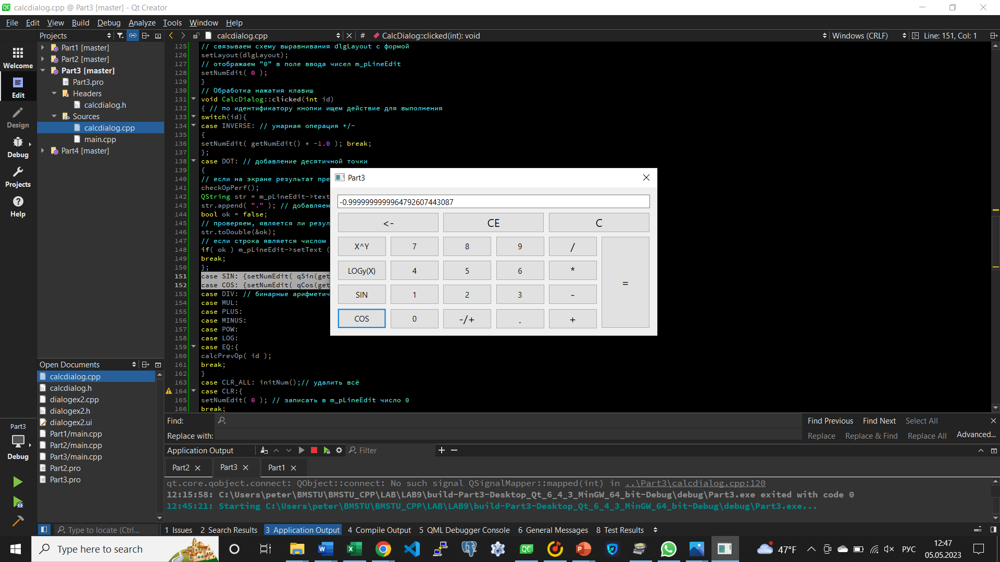 calcdialog.cpp @ Part3 [master] - Qt Creator
File Edit View Build Debug Analyze Tools Window Help
Projects
calcdialog.cpp
# CalcDialog::clicked(int): void
Windows (CRLF)
Line: 151, Col: 1
Welcome
Edit
Design
Debug
Projects
Help
Part1 [master]
Part2 [master]
Part3 [master]
Part3.pro
Headers
calcdialog.h
Sources
calcdialog.cpp
main.cpp
Part4 [master]
125 // связываем схему выравнивания dlgLayout с формой
126 setLayout(dlgLayout);
127 // отображаем "0" в поле ввода чисел m_pLineEdit
128 setNumEdit( 0 );
129 }
130 // Обработка нажатия клавиш
131 void CalcDialog::clicked(int id)
132 { // по идентификатору кнопки ищем действие для выполнения
133 switch(id){
134 case INVERSE: // унарная операция +/-
135 {
136 setNumEdit( getNumEdit() * -1.0 ); break;
137 };
138 case DOT: // добавление десятичной точки
139 {
140 // если на экране результат пре
141 checkOpPerf();
142 QString str = m_pLineEdit->text
143 str.append( "." ); // добавляем
144 bool ok = false;
145 // проверяем, является ли резул
146 str.toDouble(&ok);
147 // если строка является числом
148 if( ok ) m_pLineEdit->setText (
149 break;
150 };
151 case SIN: {setNumEdit( qSin(get
152 case COS: {setNumEdit( qCos(get
153 case DIV: // бинарные арифметич
154 case MUL:
155 case PLUS:
156 case MINUS:
157 case POW:
158 case LOG:
159 case EQ:{
160 calcPrevOp( id );
161 break;
162 }
163 case CLR_ALL: initNum();// удалить всё
164 case CLR:{
165 setNumEdit( 0 ); // записать в m_pLineEdit число 0
166 break;
Part3
-0.9999999999964792607443087
<- CE C
X^Y 7 8 9 /
LOGy(X) 4 5 6 *
=
SIN 1 2 3 -
COS 0 -/+ . +
Open Documents
calcdialog.cpp
calcdialog.h
dialogex2.cpp
dialogex2.h
dialogex2.ui
Part1/main.cpp
Part2/main.cpp
Part3/main.cpp
Part2.pro
Part3.pro
Part3
Debug
Find:
Find Previous Find Next Select All
Replace with:
Replace Replace & Find Replace All Advanced...
Application Output
Filter
Part2 Part3 Part1
qt.core.qobject.connect: QObject::connect: No such signal QSignalMapper::mapped(int) in ..\Part3\calcdialog.cpp:120
12:15:58: C:\Users\peter\BMSTU\BMSTU_CPP\LAB\LAB9\build-Part3-Desktop_Qt_6_4_3_MinGW_64_bit-Debug\debug\Part3.exe exited with code 0
12:45:21: Starting C:\Users\peter\BMSTU\BMSTU_CPP\LAB\LAB9\build-Part3-Desktop_Qt_6_4_3_MinGW_64_bit-Debug\debug\Part3.exe...
Type to locate (Ctrl...
1 Issues 2 Search Results 3 Application Output 4 Compile Output 5 QML Debugger Console 6 General Messages 8 Test Results
Type here to search
47°F
РУС
12:47
05.05.2023